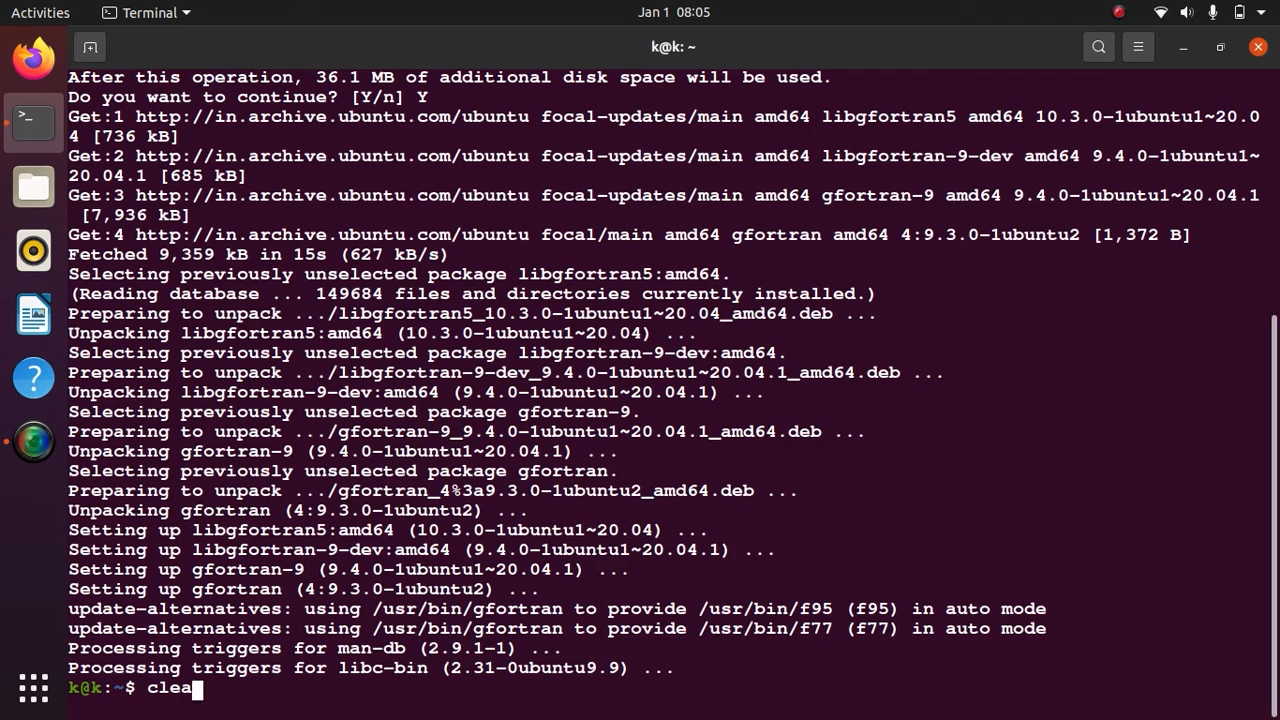 Activities
Terminal
Jan 1 08:05
k@k: ~
After this operation, 36.1 MB of additional disk space will be used.
Do you want to continue? [Y/n] Y
Get:1 http://in.archive.ubuntu.com/ubuntu focal-updates/main amd64 libgfortran5 amd64 10.3.0-1ubuntu1~20.0
4 [736 kB]
Get:2 http://in.archive.ubuntu.com/ubuntu focal-updates/main amd64 libgfortran-9-dev amd64 9.4.0-1ubuntu1~
20.04.1 [685 kB]
Get:3 http://in.archive.ubuntu.com/ubuntu focal-updates/main amd64 gfortran-9 amd64 9.4.0-1ubuntu1~20.04.1
 [7,936 kB]
Get:4 http://in.archive.ubuntu.com/ubuntu focal/main amd64 gfortran amd64 4:9.3.0-1ubuntu2 [1,372 B]
Fetched 9,359 kB in 15s (627 kB/s)
Selecting previously unselected package libgfortran5:amd64.
(Reading database ... 149684 files and directories currently installed.)
Preparing to unpack .../libgfortran5_10.3.0-1ubuntu1~20.04_amd64.deb ...
Unpacking libgfortran5:amd64 (10.3.0-1ubuntu1~20.04) ...
Selecting previously unselected package libgfortran-9-dev:amd64.
Preparing to unpack .../libgfortran-9-dev_9.4.0-1ubuntu1~20.04.1_amd64.deb ...
Unpacking libgfortran-9-dev:amd64 (9.4.0-1ubuntu1~20.04.1) ...
Selecting previously unselected package gfortran-9.
Preparing to unpack .../gfortran-9_9.4.0-1ubuntu1~20.04.1_amd64.deb ...
Unpacking gfortran-9 (9.4.0-1ubuntu1~20.04.1) ...
Selecting previously unselected package gfortran.
Preparing to unpack .../gfortran_4%3a9.3.0-1ubuntu2_amd64.deb ...
Unpacking gfortran (4:9.3.0-1ubuntu2) ...
Setting up libgfortran5:amd64 (10.3.0-1ubuntu1~20.04) ...
Setting up libgfortran-9-dev:amd64 (9.4.0-1ubuntu1~20.04.1) ...
Setting up gfortran-9 (9.4.0-1ubuntu1~20.04.1) ...
Setting up gfortran (4:9.3.0-1ubuntu2) ...
update-alternatives: using /usr/bin/gfortran to provide /usr/bin/f95 (f95) in auto mode
update-alternatives: using /usr/bin/gfortran to provide /usr/bin/f77 (f77) in auto mode
Processing triggers for man-db (2.9.1-1) ...
Processing triggers for libc-bin (2.31-0ubuntu9.9) ...
k@k:~$ clea